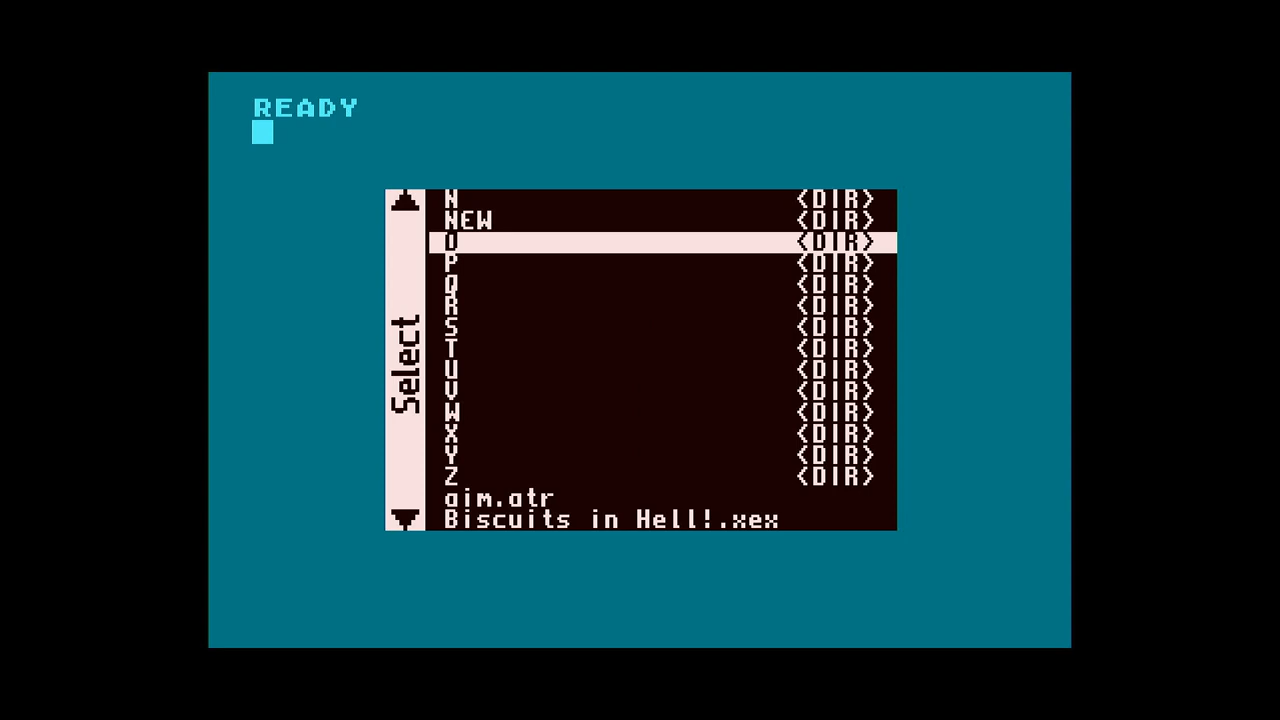 READY
Select
N <DIR>
NEW <DIR>
O <DIR>
P <DIR>
Q <DIR>
R <DIR>
S <DIR>
T <DIR>
U <DIR>
V <DIR>
W <DIR>
X <DIR>
Y <DIR>
Z <DIR>
aim.atr
Biscuits in Hell!.xex